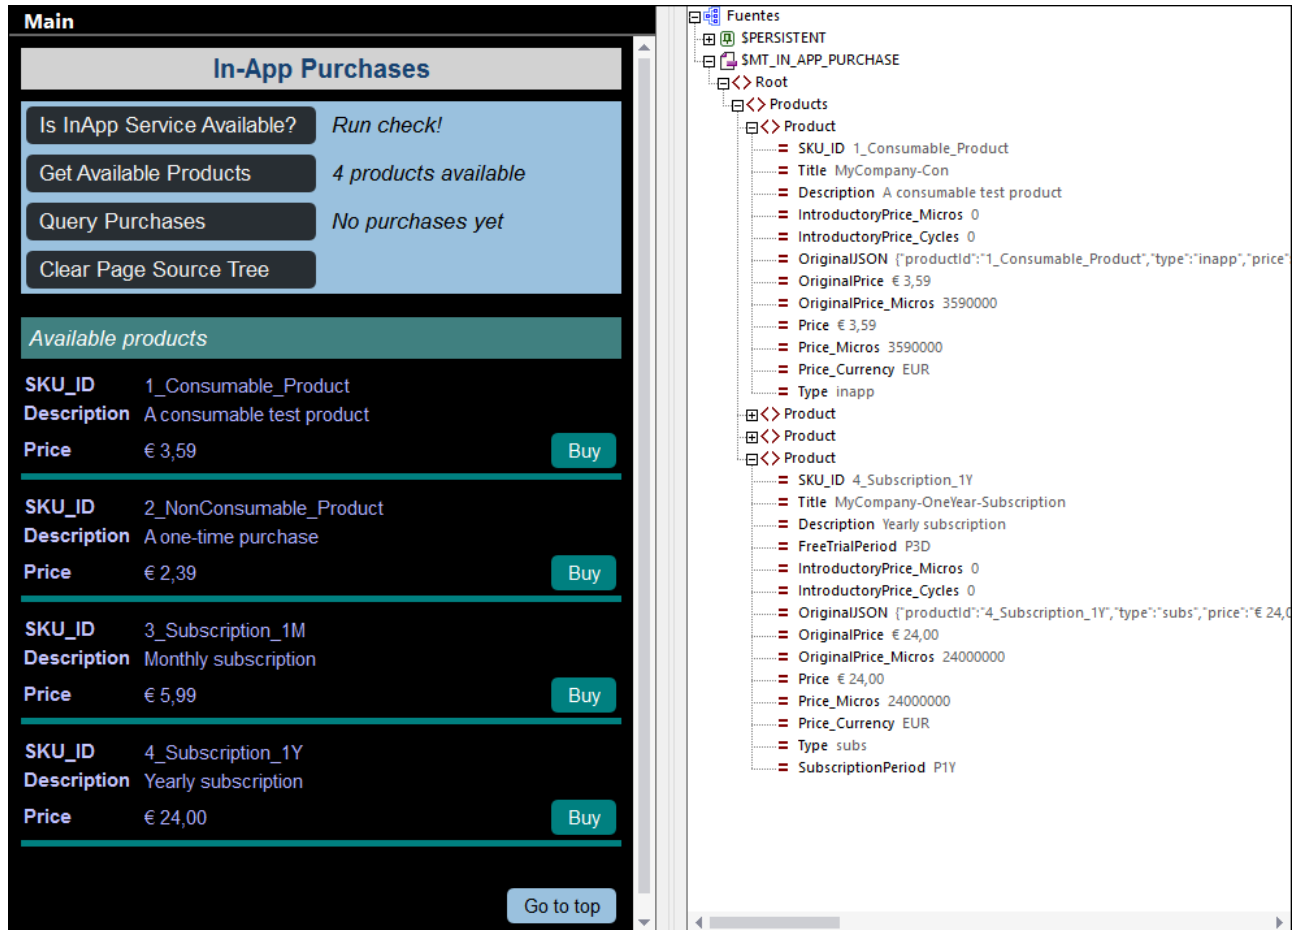 Main
In-App Purchases
Is InApp Service Available? Run check!
Get Available Products 4 products available
Query Purchases No purchases yet
Clear Page Source Tree
Available products
SKU_ID 1_Consumable_Product
Description A consumable test product
Price € 3,59 Buy
SKU_ID 2_NonConsumable_Product
Description A one-time purchase
Price € 2,39 Buy
SKU_ID 3_Subscription_1M
Description Monthly subscription
Price € 5,99 Buy
SKU_ID 4_Subscription_1Y
Description Yearly subscription
Price € 24,00 Buy
Go to top
Fuentes
$PERSISTENT
$MT_IN_APP_PURCHASE
Root
Products
Product
SKU_ID 1_Consumable_Product
Title MyCompany-Con
Description A consumable test product
IntroductoryPrice_Micros 0
IntroductoryPrice_Cycles 0
OriginalJSON {"productId":"1_Consumable_Product","type":"inapp","price":
OriginalPrice € 3,59
OriginalPrice_Micros 3590000
Price € 3,59
Price_Micros 3590000
Price_Currency EUR
Type inapp
Product
Product
Product
SKU_ID 4_Subscription_1Y
Title MyCompany-OneYear-Subscription
Description Yearly subscription
FreeTrialPeriod P3D
IntroductoryPrice_Micros 0
IntroductoryPrice_Cycles 0
OriginalJSON {"productId":"4_Subscription_1Y","type":"subs","price":"€ 24,0
OriginalPrice € 24,00
OriginalPrice_Micros 24000000
Price € 24,00
Price_Micros 24000000
Price_Currency EUR
Type subs
SubscriptionPeriod P1Y